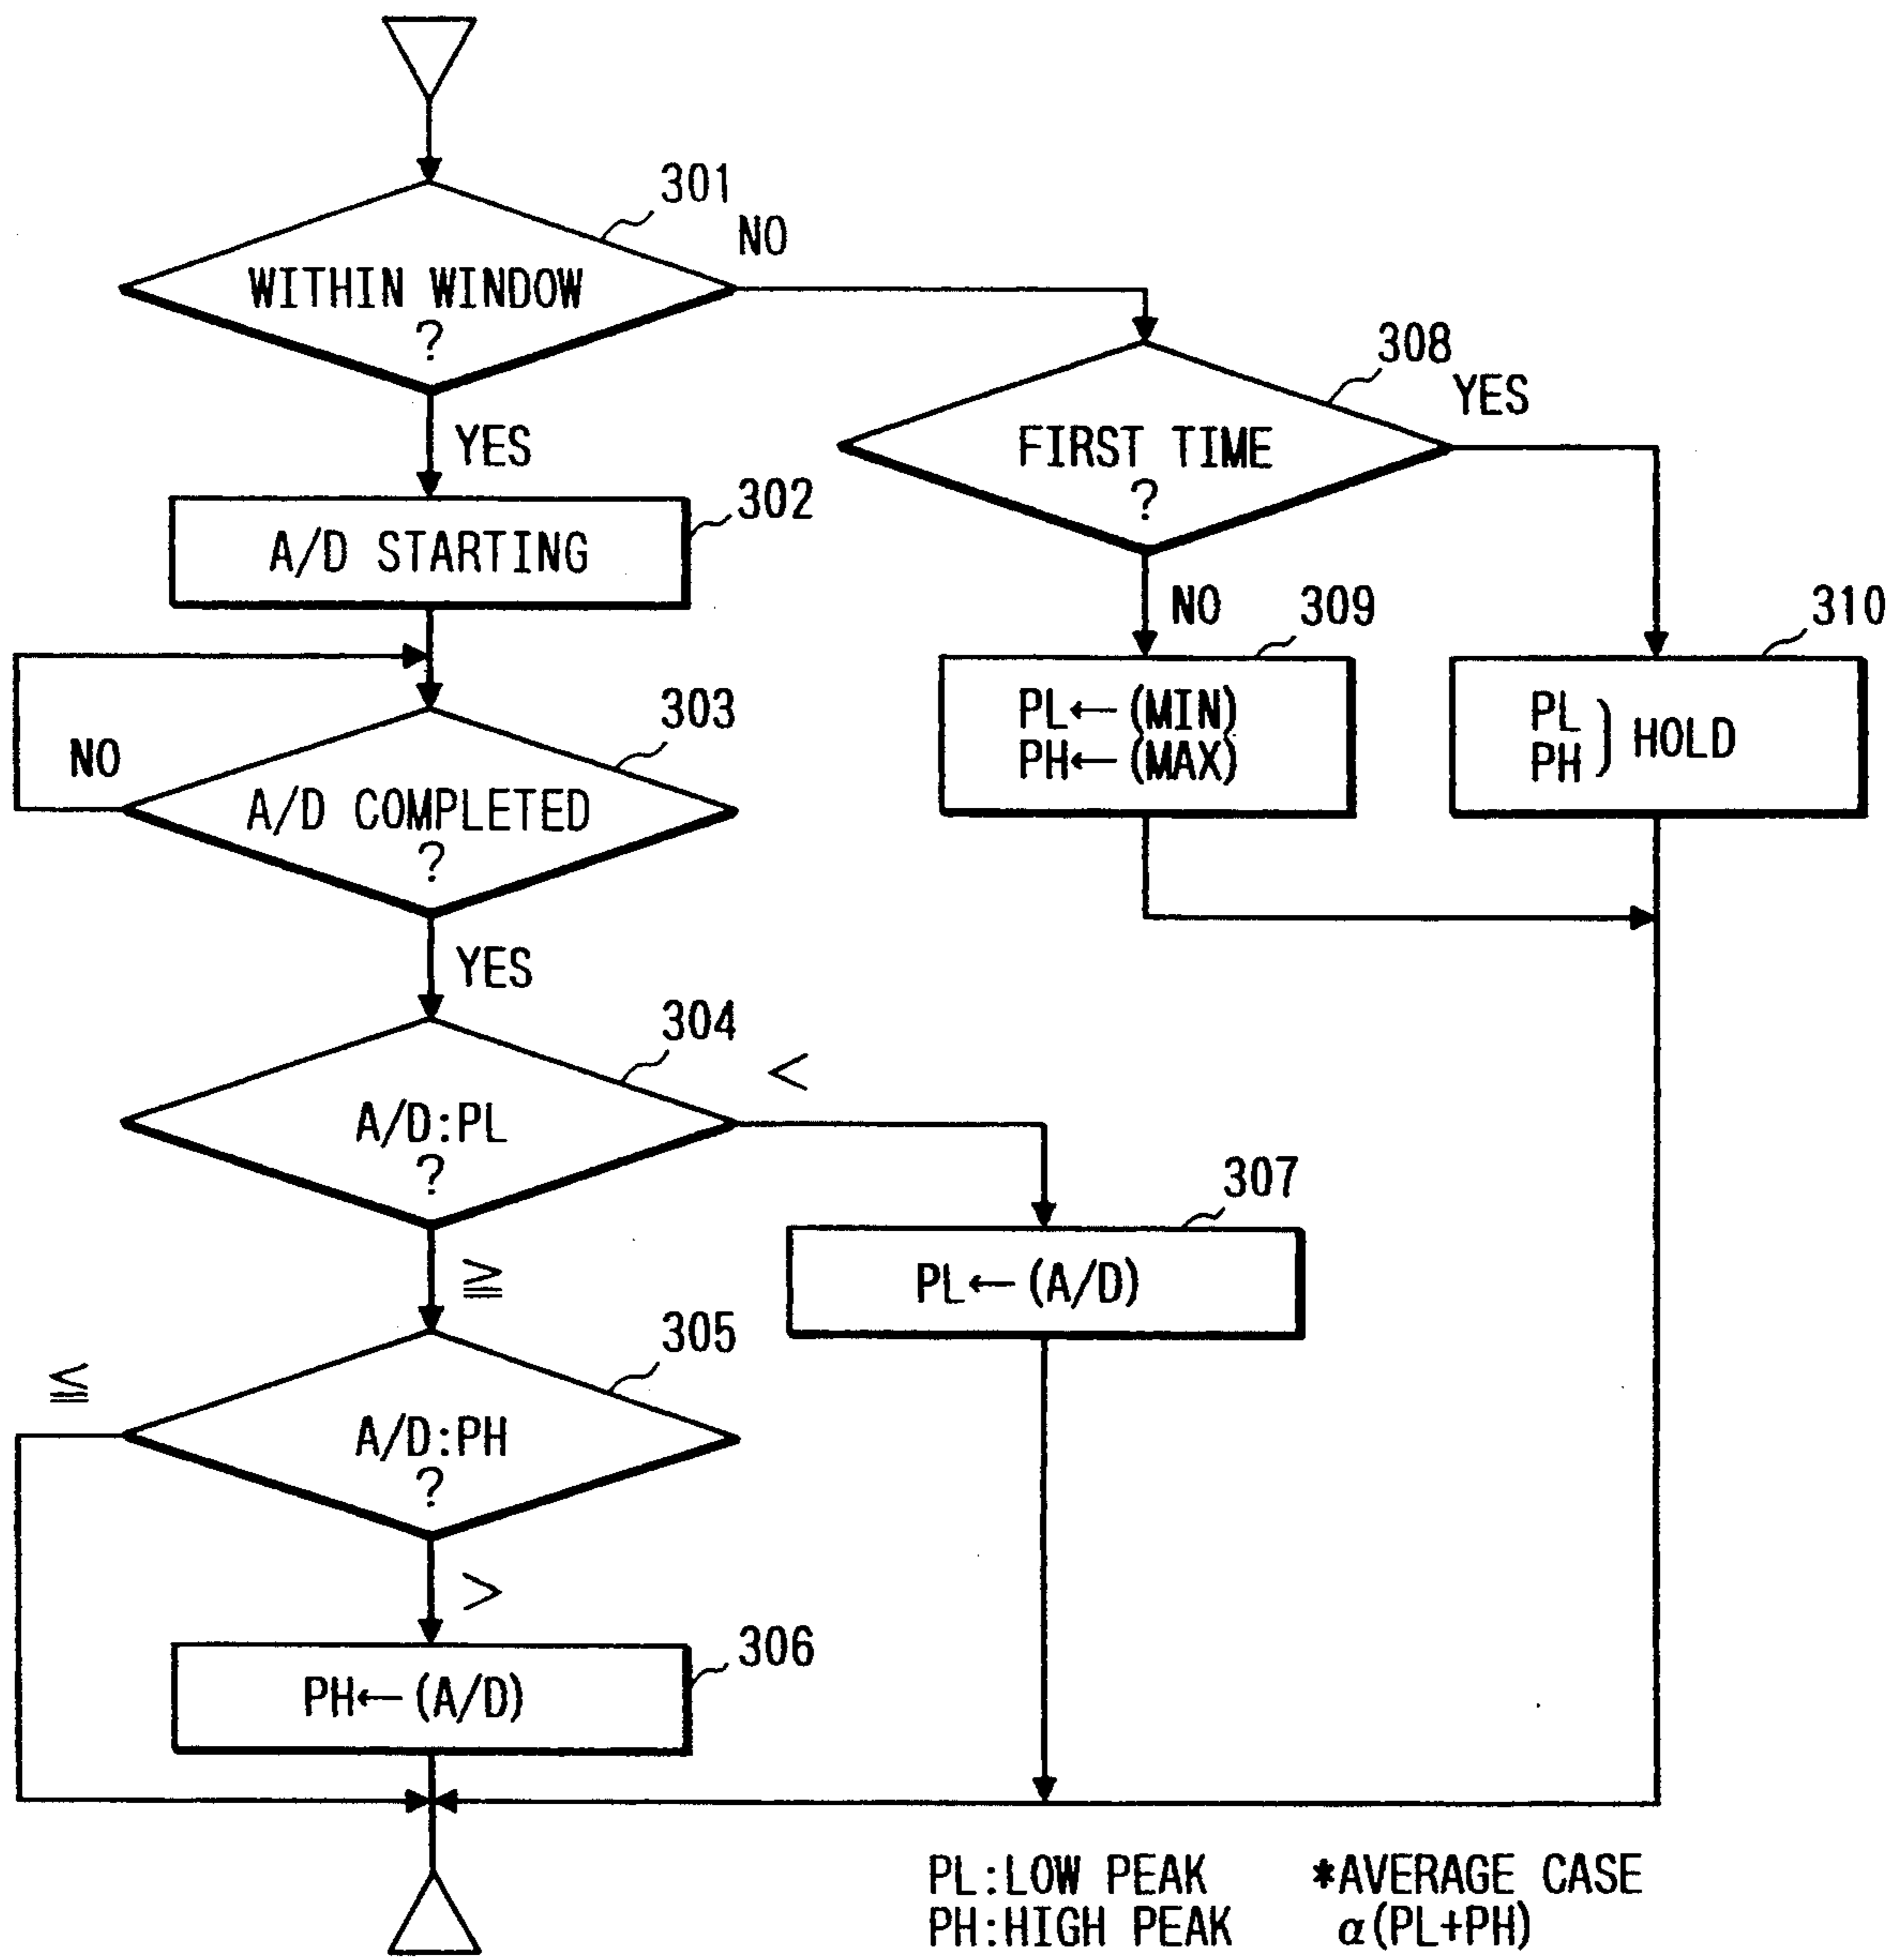 301
NO
WITHIN WINDOW
?
YES
308
YES
FIRST TIME
?
302
A/D STARTING
NO
309
310
PL←(MIN)
PH←(MAX)
PL
PH } HOLD
303
NO
A/D COMPLETED
?
YES
304
<
A/D:PL
?
307
PL←(A/D)
≧
305
≦
A/D:PH
?
>
306
PH←(A/D)
PL:LOW PEAK
PH:HIGH PEAK
*AVERAGE CASE
α(PL+PH)